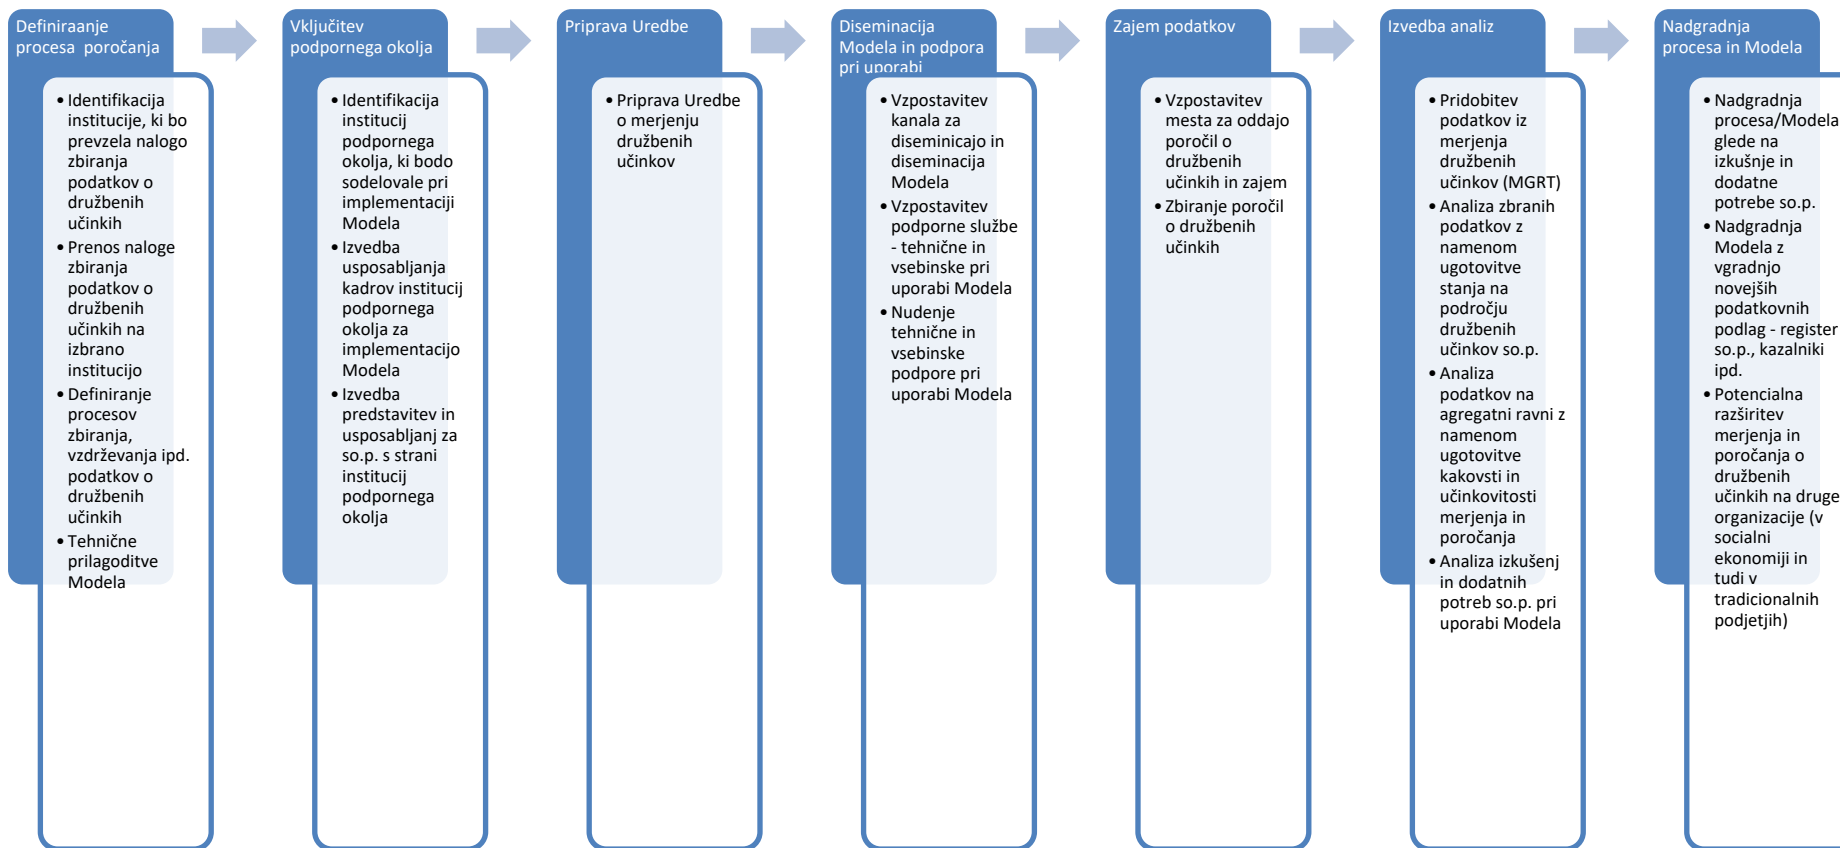 Definiraanje
procesa  poročanja
• Identifikacija
institucije, ki bo
prevzela nalogo
zbiranja
podatkov o
družbenih
učinkih
• Prenos naloge
zbiranja
podatkov o
družbenih
učinkih na
izbrano
institucijo
• Definiranje
procesov
zbiranja,
vzdrževanja ipd.
podatkov o
družbenih
učinkih
• Tehnične
prilagoditve
Modela
Vključitev
podpornega okolja
• Identifikacija
institucij
podpornega
okolja, ki bodo
sodelovale pri
implementaciji
Modela
• Izvedba
usposabljanja
kadrov institucij
podpornega
okolja za
implementacijo
Modela
• Izvedba
predstavitev in
usposabljanj za
so.p. s strani
institucij
podpornega
okolja
Priprava Uredbe
• Priprava Uredbe
o merjenju
družbenih
učinkov
Diseminacija
Modela in podpora
pri uporabi
• Vzpostavitev
kanala za
diseminicajo in
diseminacija
Modela
• Vzpostavitev
podporne službe
- tehnične in
vsebinske pri
uporabi Modela
• Nudenje
tehnične in
vsebinske
podpore pri
uporabi Modela
Zajem podatkov
• Vzpostavitev
mesta za oddajo
poročil o
družbenih
učinkih in zajem
• Zbiranje poročil
o družbenih
učinkih
Izvedba analiz
• Pridobitev
podatkov iz
merjenja
družbenih
učinkov (MGRT)
• Analiza zbranih
podatkov z
namenom
ugotovitve
stanja na
področju
družbenih
učinkov so.p.
• Analiza
podatkov na
agregatni ravni z
namenom
ugotovitve
kakovsti in
učinkovitosti
merjenja in
poročanja
• Analiza izkušenj
in dodatnih
potreb so.p. pri
uporabi Modela
Nadgradnja
procesa in Modela
• Nadgradnja
procesa/Modela
glede na
izkušnje in
dodatne
potrebe so.p.
• Nadgradnja
Modela z
vgradnjo
novejših
podatkovnih
podlag - register
so.p., kazalniki
ipd.
• Potencialna
razširitev
merjenja in
poročanja o
družbenih
učinkih na druge
organizacije (v
socialni
ekonomiji in
tudi v
tradicionalnih
podjetjih)